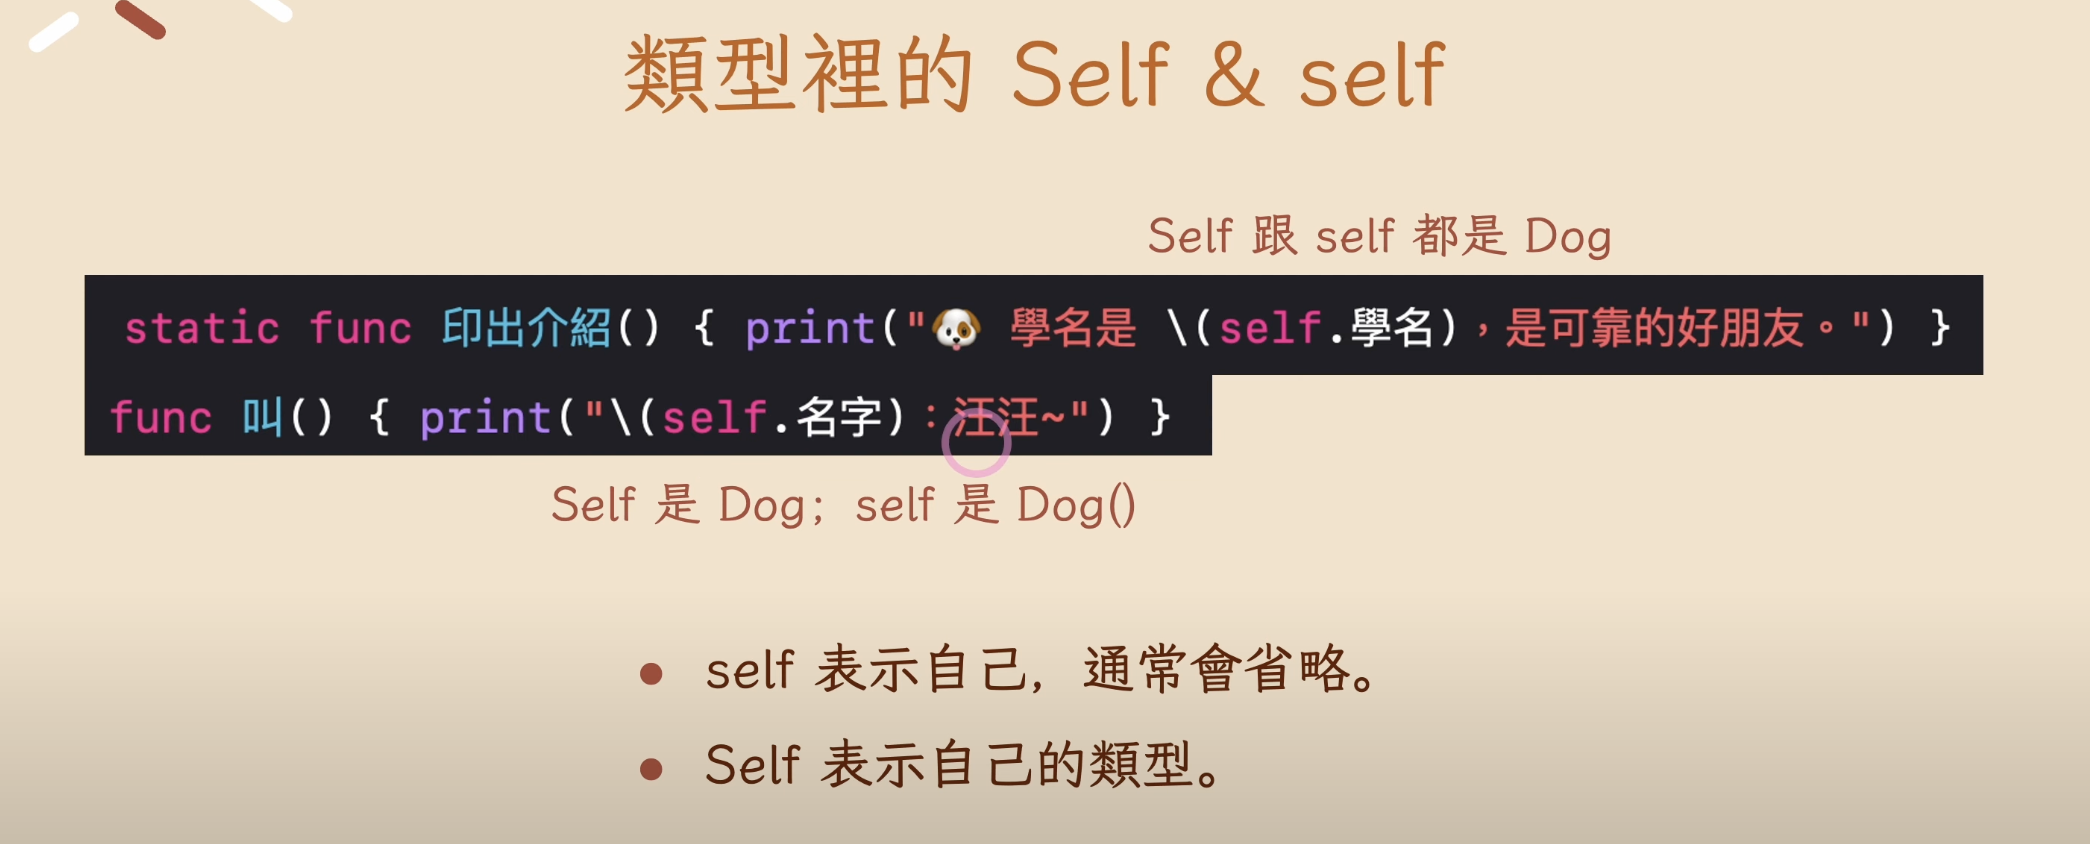 類型裡的 Self & self
Self 跟 self 都是 Dog
static func 印出介紹() { print("🐶 學名是 \(self.學名)，是可靠的好朋友。") }
func 叫() { print("\(self.名字)：汪汪~") }
Self 是 Dog；self 是 Dog()
• self 表示自己，通常會省略。
• Self 表示自己的類型。